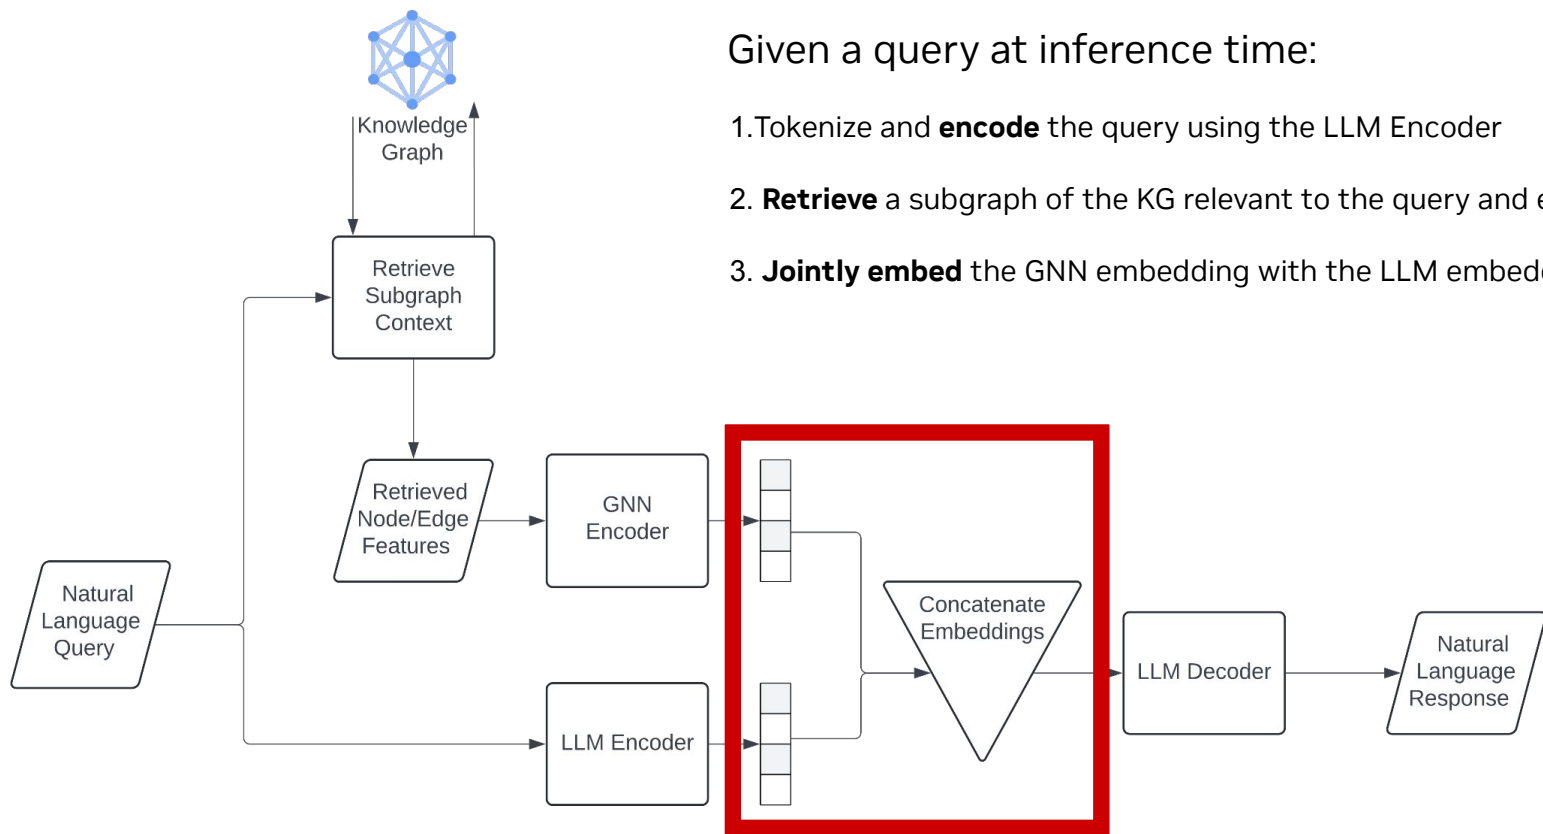 Given a query at inference time:
1.Tokenize and encode the query using the LLM Encoder
2. Retrieve a subgraph of the KG relevant to the query and
3. Jointly embed the GNN embedding with the LLM
Knowledge
Graph
Retrieve
Subgraph
Context
Retrieved
Node/Edge
Features
GNN
Encoder
Natural
Language
Query
LLM Encoder
Concatenate
Embeddings
LLM Decoder
Natural
Language
Response